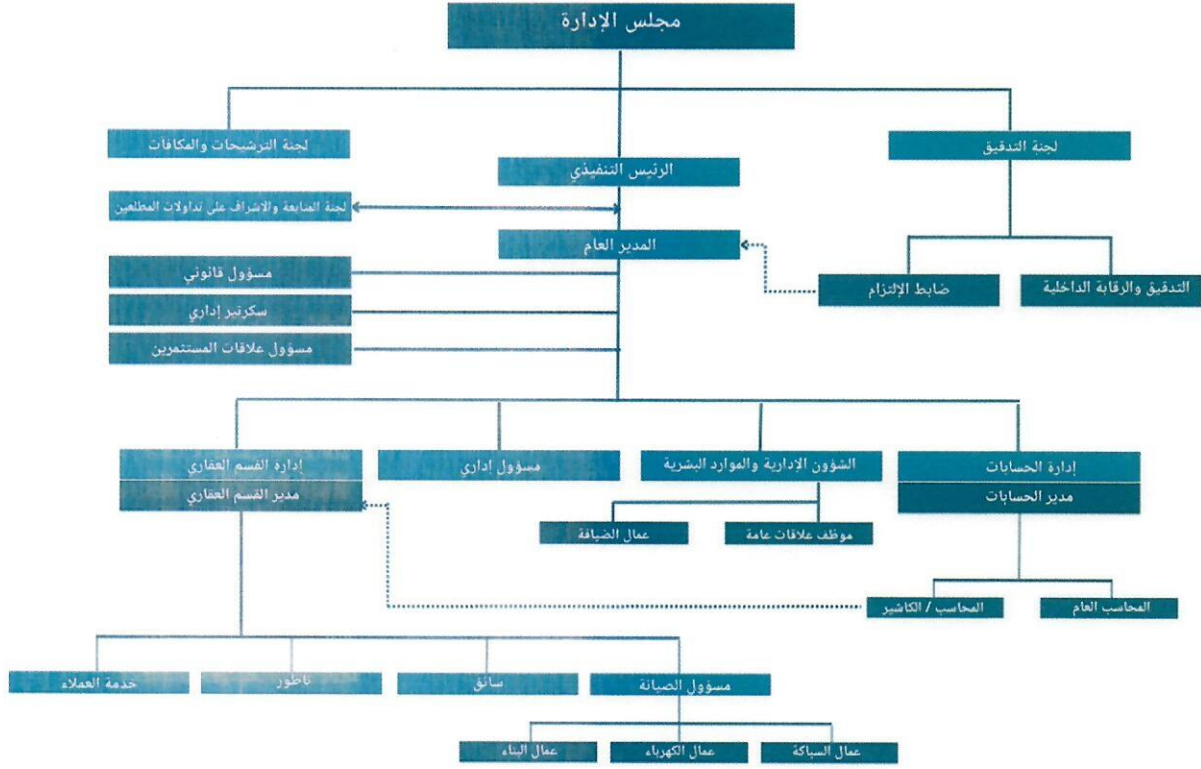 مجلس الإدارة
لجنة التدقيق
لجنة الترشيحات والمكافآت
الرئيس التنفيذي
لجنة المتابعة والاشراف على تداولات المطلعين
المدير العام
التدقيق والرقابة الداخلية
ضابط الإلتزام
مسؤول قانوني
سكرتير إداري
مسؤول علاقات المستثمرين
إدارة الحسابات
الشؤون الإدارية والموارد البشرية
مسؤول إداري
إدارة القسم العقاري
مدير الحسابات
مدير القسم العقاري
موظف علاقات عامة
عمال الضيافة
المحاسب العام
المحاسب / الكاشير
مسؤول الصيانة
سائق
ناطور
خدمة العملاء
عمال السباكة
عمال الكهرباء
عمال البناء